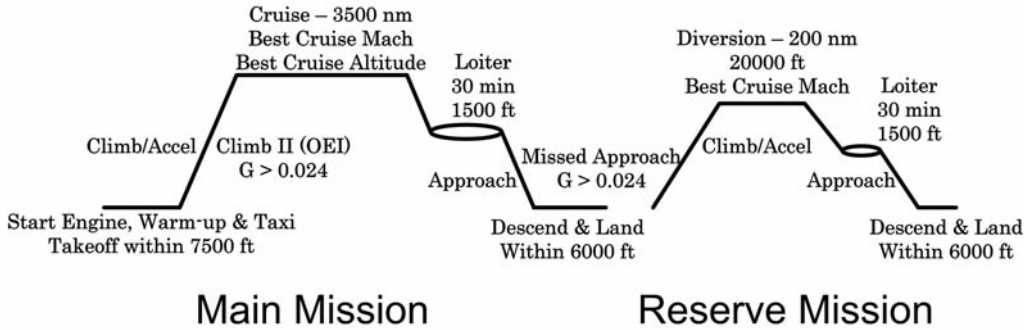 Cruise – 3500 nm
Best Cruise Mach
Best Cruise Altitude
Loiter
30 min
1500 ft
Climb/Accel
Climb II (OEI)
G > 0.024
Approach
Start Engine, Warm-up & Taxi
Takeoff within 7500 ft
Descend & Land
Within 6000 ft
Main Mission
Diversion – 200 nm
20000 ft
Best Cruise Mach
Loiter
30 min
1500 ft
Missed Approach
G > 0.024
Climb/Accel
Approach
Descend & Land
Within 6000 ft
Reserve Mission